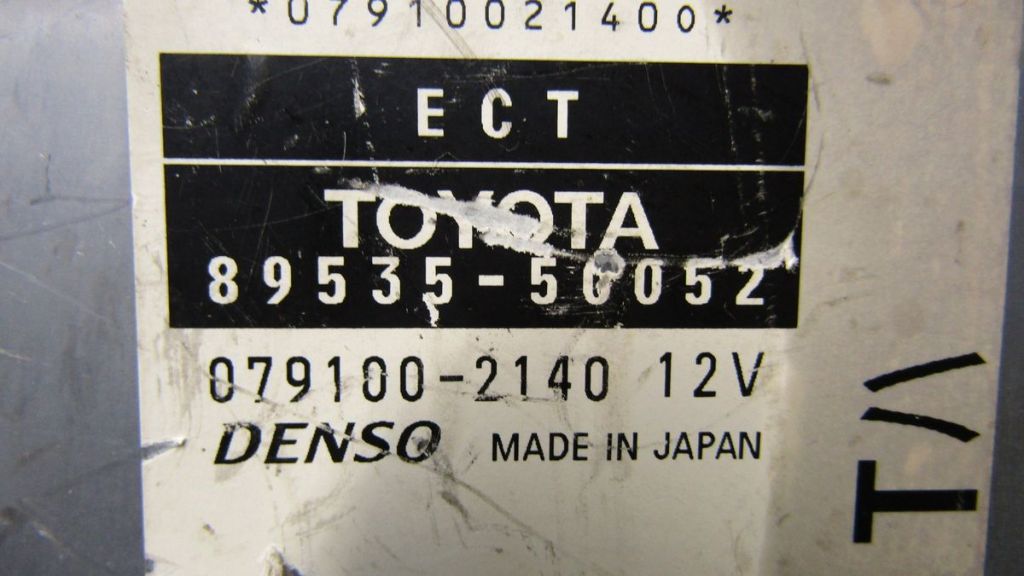 *07910021400*
ECT
TOYOTA
89535-50052
079100-2140 12V
DENSO MADE IN JAPAN
T/\